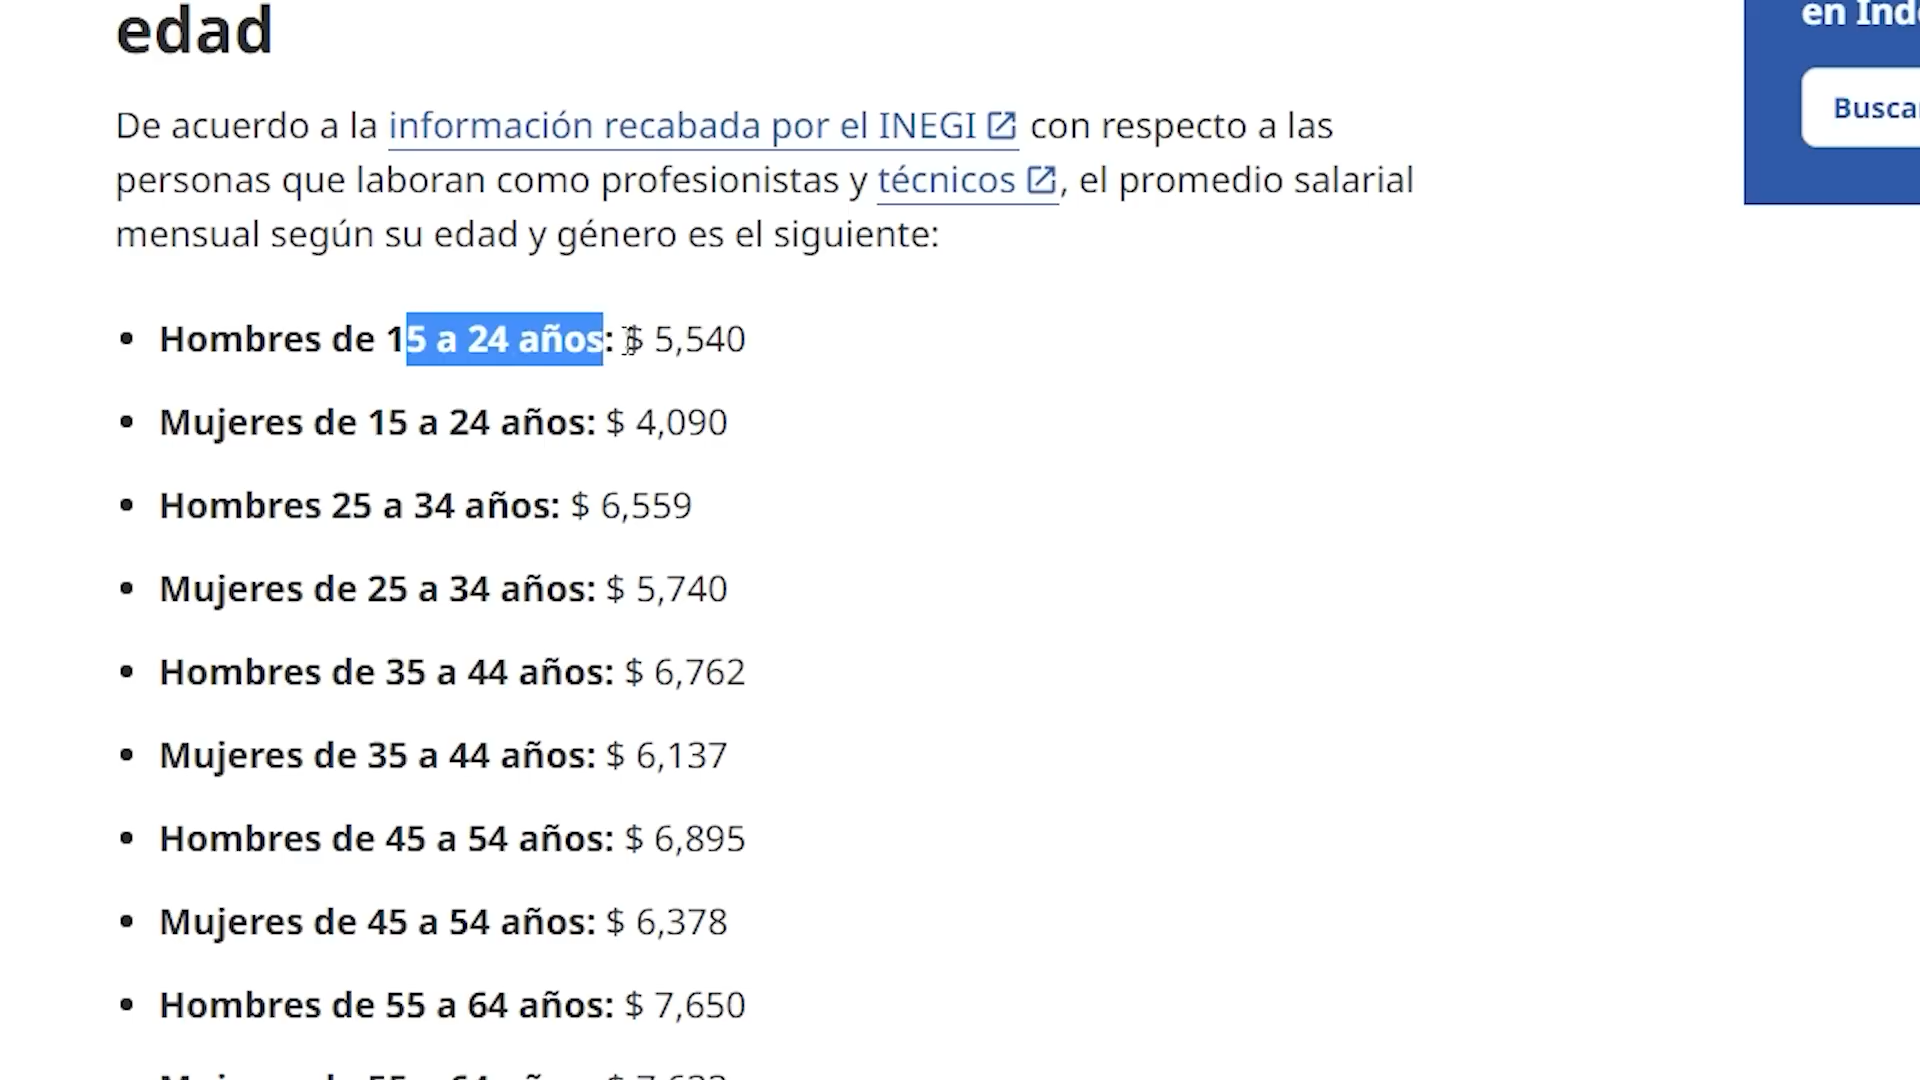 edad
en Ind
Busca
De acuerdo a la información recabada por el INEGI con respecto a las
personas que laboran como profesionistas y técnicos, el promedio salarial
mensual según su edad y género es el siguiente:
• Hombres de 15 a 24 años: $ 5,540
• Mujeres de 15 a 24 años: $ 4,090
• Hombres 25 a 34 años: $ 6,559
• Mujeres de 25 a 34 años: $ 5,740
• Hombres de 35 a 44 años: $ 6,762
• Mujeres de 35 a 44 años: $ 6,137
• Hombres de 45 a 54 años: $ 6,895
• Mujeres de 45 a 54 años: $ 6,378
• Hombres de 55 a 64 años: $ 7,650